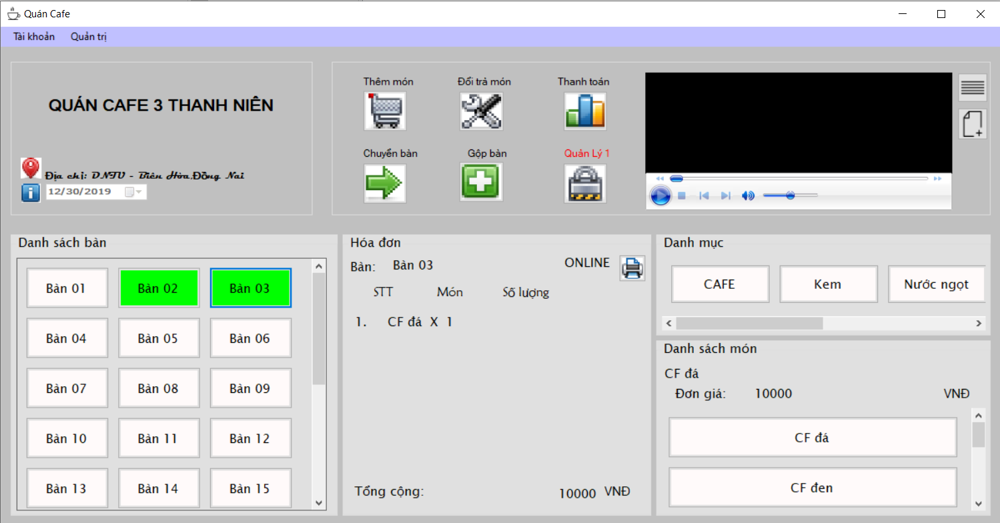 Quán Cafe
Tài khoản Quản trị
QUÁN CAFE 3 THANH NIÊN
Địa chỉ: DNTU - Biên Hòa,Đồng Nai
12/30/2019
Thêm món Đổi trả món Thanh toán
Chuyển bàn Gộp bàn Quản Lý 1
Danh sách bàn
Bàn 01 Bàn 02 Bàn 03
Bàn 04 Bàn 05 Bàn 06
Bàn 07 Bàn 08 Bàn 09
Bàn 10 Bàn 11 Bàn 12
Bàn 13 Bàn 14 Bàn 15
Hóa đơn
Bàn: Bàn 03 ONLINE
STT Món Số lượng
1. CF đá X 1
Tổng cộng: 10000 VNĐ
Danh mục
CAFE Kem Nước ngọt
Danh sách món
CF đá
Đơn giá: 10000 VNĐ
CF đá
CF đen